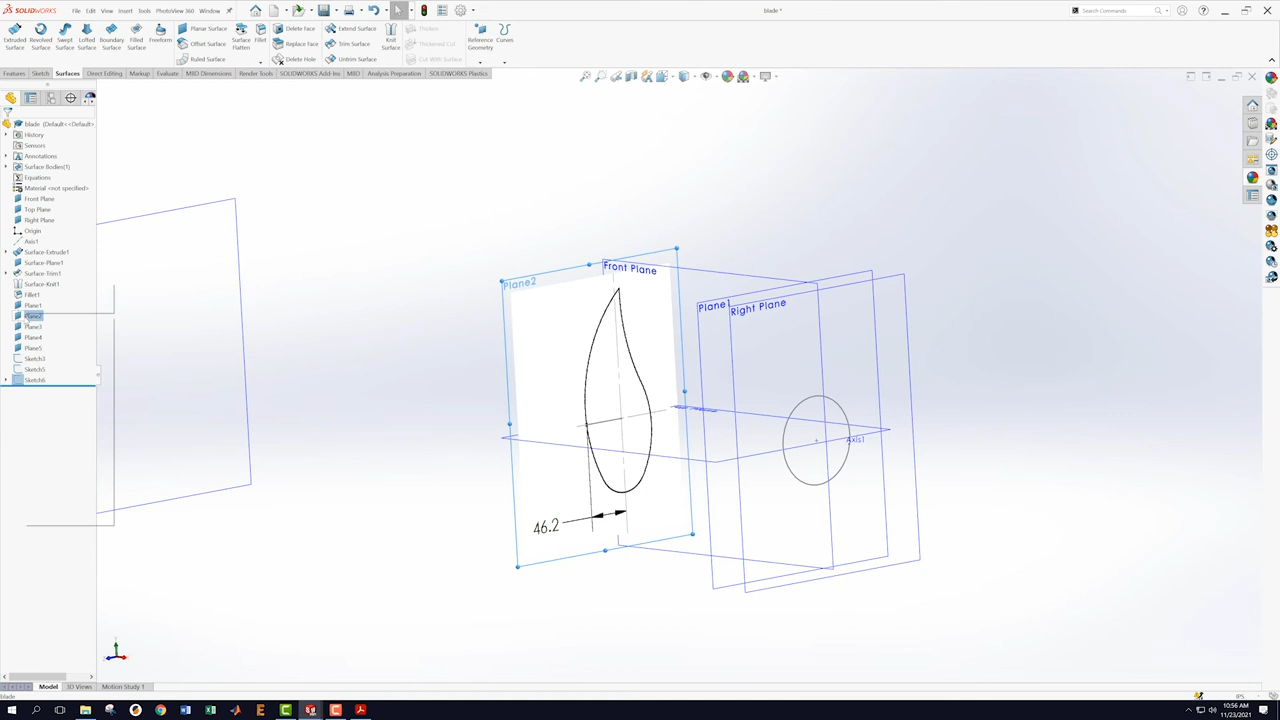 SOLIDWORKS File Edit View Insert Tools Simulation PhotoView 360 Window blade * Search Commands
Extruded Surface Revolved Surface Swept Surface Lofted Surface Boundary Surface Filled Surface Freeform Planar Surface Offset Surface Ruled Surface Surface Flatten Fillet Delete Face Replace Face Delete Hole Extend Surface Trim Surface Untrim Surface Knit Surface Thicken Thickened Cut Cut With Surface Reference Geometry Curves
Features Sketch Surfaces Direct Editing Markup Evaluate MBD Dimensions Render Tools SOLIDWORKS Add-Ins MBD Analysis Preparation SOLIDWORKS Plastics
blade (Default<<Default>_
History
Sensors
Annotations
Surface Bodies(1)
Equations
Material <not specified>
Front Plane
Top Plane
Right Plane
Origin
Axis1
Surface-Extrude1
Surface-Plane1
Surface-Trim1
Surface-Knit1
Fillet1
Plane1
Plane2
Plane3
Plane4
Plane5
Sketch3
Sketch5
Sketch6
Front Plane
Plane2
Plane1
Right Plane
Axis1
46.2
Model 3D Views Motion Study 1
blade IPS
10:56 AM
11/23/2021